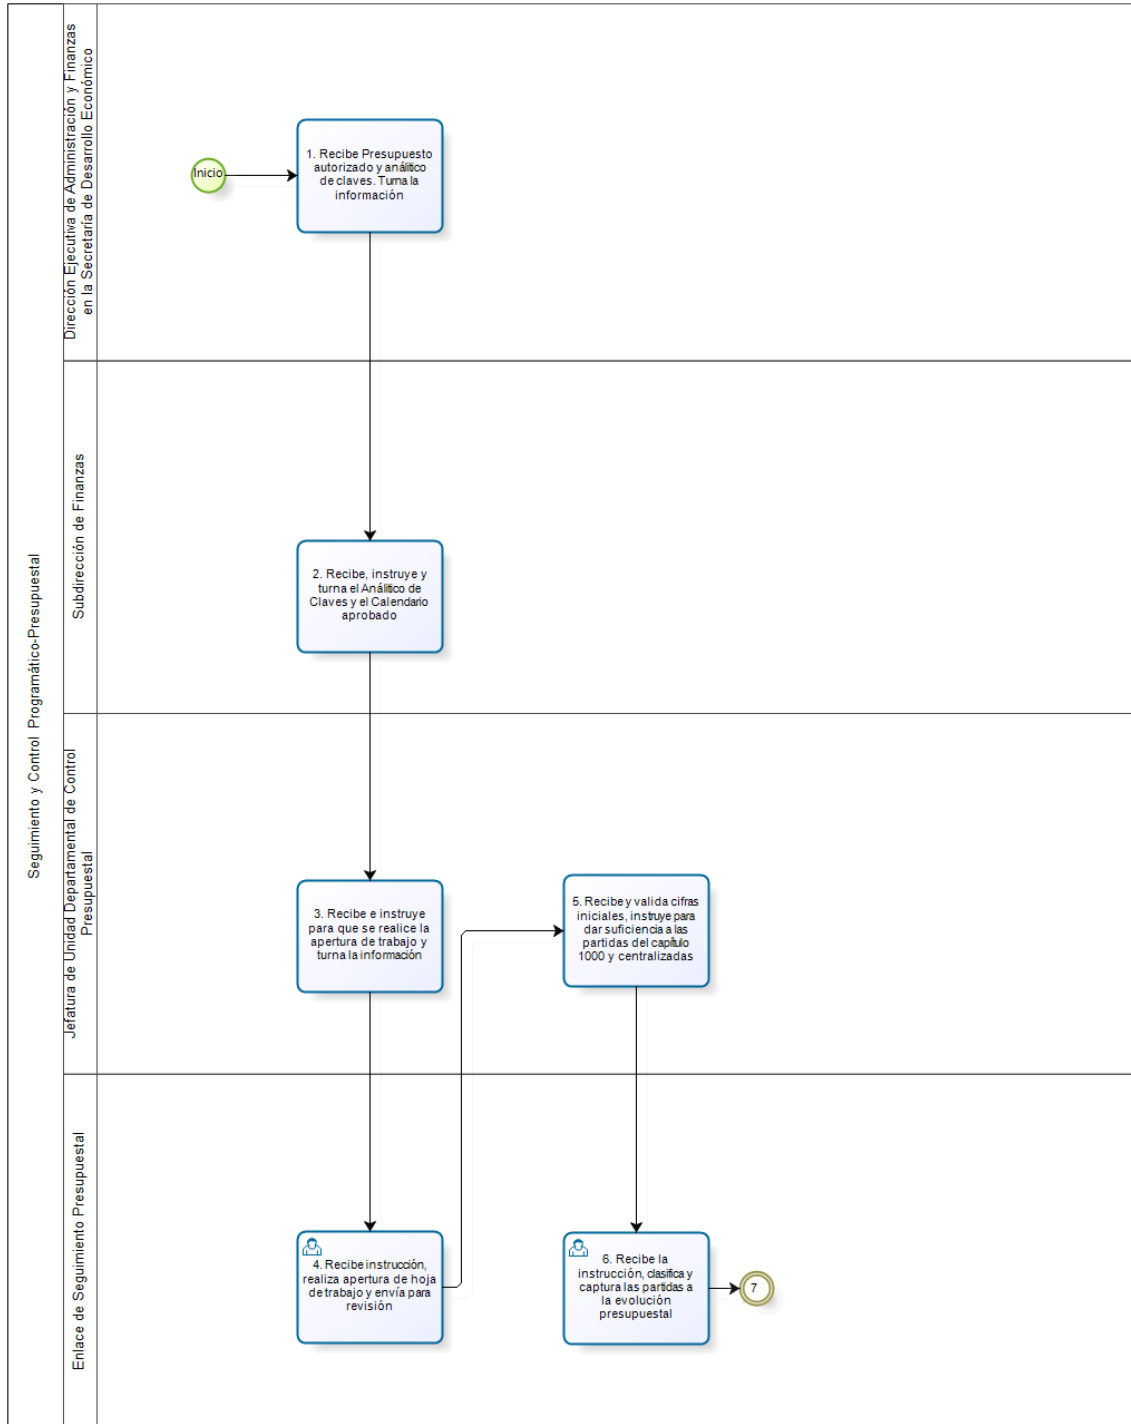 Seguimiento y Control Programático-Presupuestal
Dirección Ejecutiva de Administración y Finanzas
en la Secretaría de Desarrollo Económico
Inicio
1. Recibe Presupuesto
autorizado y análitico
de claves. Turna la
información
Subdirección de Finanzas
2. Recibe, instruye y
turna el Análitico de
Claves y el Calendario
aprobado
Jefatura de Unidad Departamental de Control
Presupuestal
3. Recibe e instruye
para que se realice la
apertura de trabajo y
turna la información
5. Recibe y valida cifras
iniciales, instruye para
dar suficiencia a las
partidas del capítulo
1000 y centralizadas
Enlace de Seguimiento Presupuestal
4. Recibe instrucción,
realiza apertura de hoja
de trabajo y envía para
revisión
6. Recibe la
instrucción, clasifica y
captura las partidas a
la evolución
presupuestal
7